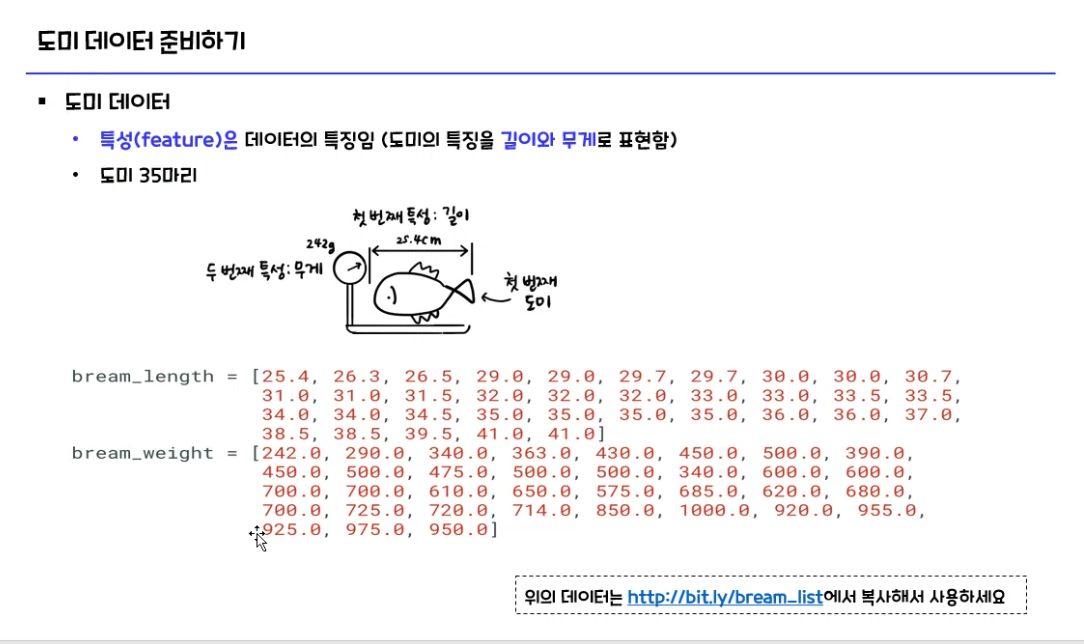 도미 데이터 준비하기
▪ 도미 데이터
• 특성(feature)은 데이터의 특징임 (도미의 특징을 길이와 무게로 표현함)
• 도미 35마리
첫 번째 특성: 길이
25.4cm
242g
두 번째 특성: 무게
첫 번째
도미
bream_length = [25.4, 26.3, 26.5, 29.0, 29.0, 29.7, 29.7, 30.0, 30.0, 30.7,
31.0, 31.0, 31.5, 32.0, 32.0, 32.0, 33.0, 33.0, 33.5, 33.5,
34.0, 34.0, 34.5, 35.0, 35.0, 35.0, 35.0, 36.0, 36.0, 37.0,
38.5, 38.5, 39.5, 41.0, 41.0]
bream_weight = [242.0, 290.0, 340.0, 363.0, 430.0, 450.0, 500.0, 390.0,
450.0, 500.0, 475.0, 500.0, 500.0, 340.0, 600.0, 600.0,
700.0, 700.0, 610.0, 650.0, 575.0, 685.0, 620.0, 680.0,
700.0, 725.0, 720.0, 714.0, 850.0, 1000.0, 920.0, 955.0,
925.0, 975.0, 950.0]
위의 데이터는 http://bit.ly/bream_list에서 복사해서 사용하세요